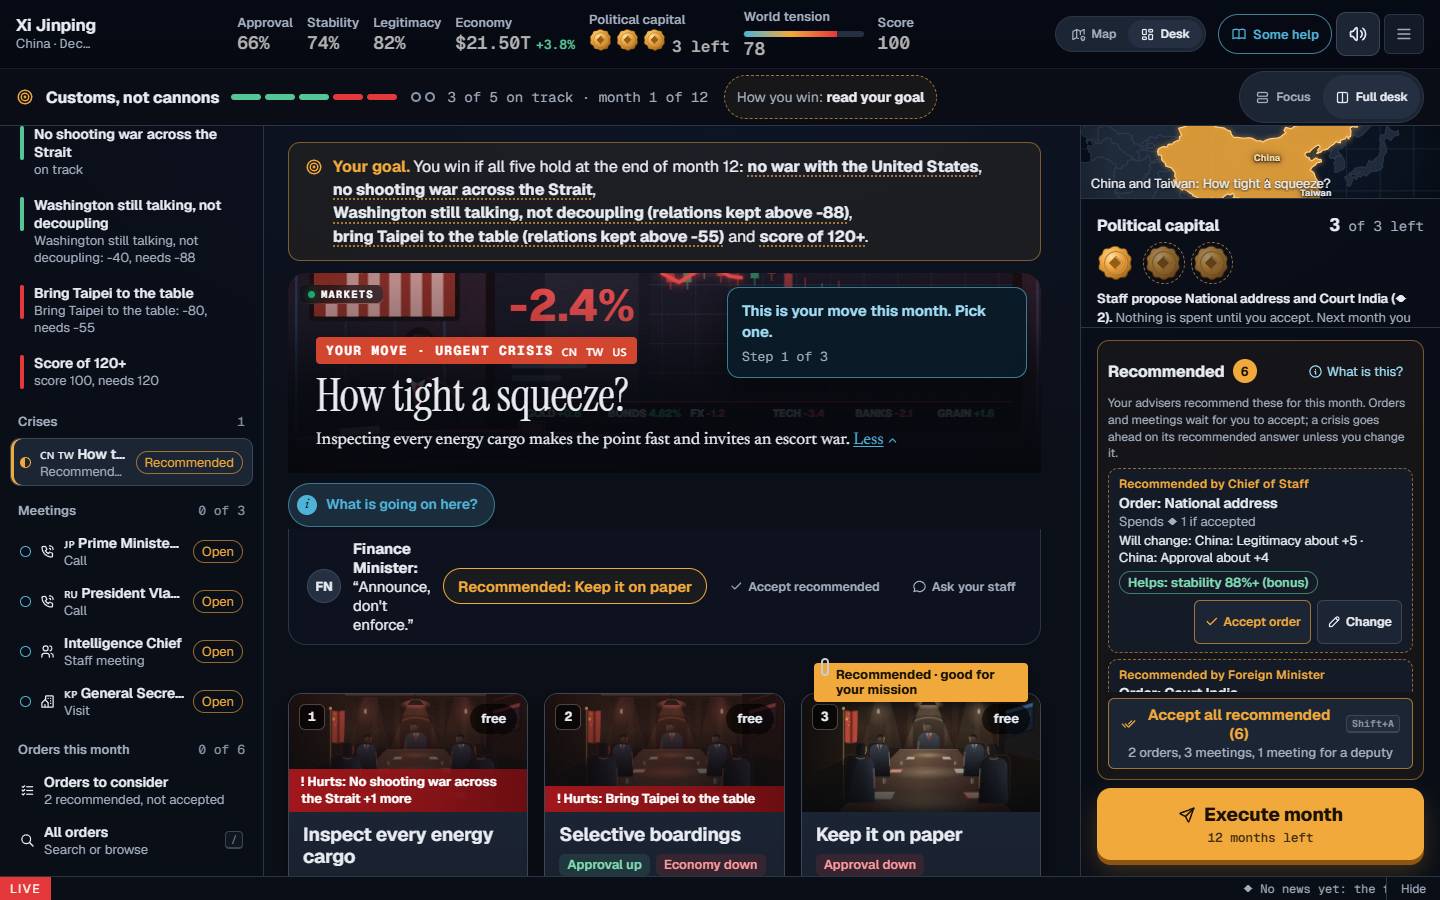 Xi Jinping
China · Dec...
Approval
66%
Stability
74%
Legitimacy
82%
Economy
$21.50T +3.8%
Political capital
3 left
World tension
78
Score
100
Map
Desk
Some help
Customs, not cannons
3 of 5 on track · month 1 of 12
How you win: read your goal
Focus
Full desk
No shooting war across the
Strait
on track
Washington still talking, not
decoupling
Washington still talking, not
decoupling: -40, needs -88
Bring Taipei to the table
Bring Taipei to the table: -80,
needs -55
Score of 120+
score 100, needs 120
Crises
1
CN TW How t...
Recommend...
Recommended
Meetings
0 of 3
JP Prime Ministe...
Call
Open
RU President Vla...
Call
Open
Intelligence Chief
Staff meeting
Open
KP General Secre...
Visit
Open
Orders this month
0 of 6
Orders to consider
2 recommended, not accepted
All orders
Search or browse
/
Your goal. You win if all five hold at the end of month 12: no war with the United States,
no shooting war across the Strait,
Washington still talking, not decoupling (relations kept above -88),
bring Taipei to the table (relations kept above -55) and score of 120+.
MARKETS
-2.4%
YOUR MOVE · URGENT CRISIS CN TW US
This is your move this month. Pick
one.
Step 1 of 3
How tight a squeeze?
BONDS 4.62% FX -1.2 TECH -3.4 BANKS -2.1 GRAIN +1.6
Inspecting every energy cargo makes the point fast and invites an escort war. Less
What is going on here?
FN
Finance
Minister:
“Announce,
don't
enforce.”
Recommended: Keep it on paper
Accept recommended
Ask your staff
Recommended · good for
your mission
1
free
! Hurts: No shooting war across
the Strait +1 more
Inspect every energy
cargo
2
free
! Hurts: Bring Taipei to the table
Selective boardings
Approval up
Economy down
3
free
Keep it on paper
Approval down
China
China and Taiwan: How tight a squeeze?
Taiwan
Political capital
3 of 3 left
Staff propose National address and Court India (◆
2). Nothing is spent until you accept. Next month you
Recommended 6
What is this?
Your advisers recommend these for this month. Orders
and meetings wait for you to accept; a crisis goes
ahead on its recommended answer unless you change
it.
Recommended by Chief of Staff
Order: National address
Spends ◆ 1 if accepted
Will change: China: Legitimacy about +5 ·
China: Approval about +4
Helps: stability 88%+ (bonus)
Accept order
Change
Recommended by Foreign Minister
Order: Court India
Accept all recommended
(6)
Shift+A
2 orders, 3 meetings, 1 meeting for a deputy
Execute month
12 months left
LIVE
◆ No news yet: the
Hide